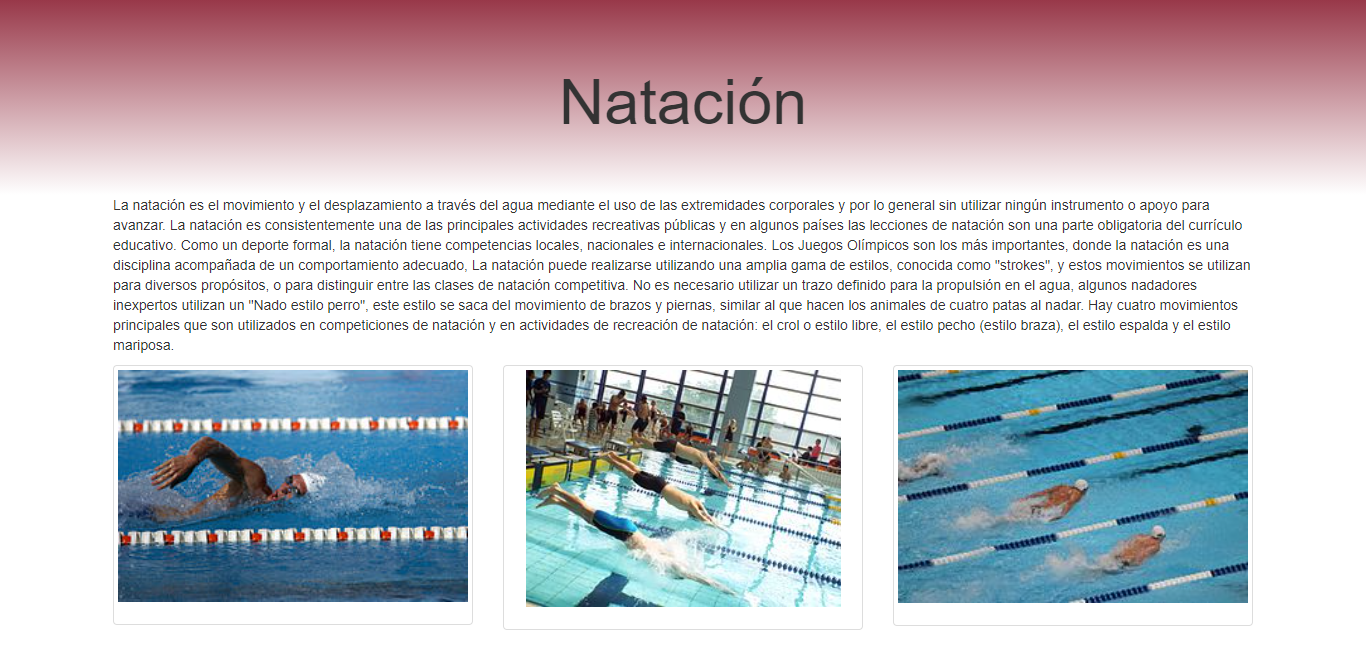 Natación
La natación es el movimiento y el desplazamiento a través del agua mediante el uso de las extremidades corporales y por lo general sin utilizar ningún instrumento o apoyo para
avanzar. La natación es consistentemente una de las principales actividades recreativas públicas y en algunos países las lecciones de natación son una parte obligatoria del currículo
educativo. Como un deporte formal, la natación tiene competencias locales, nacionales e internacionales. Los Juegos Olímpicos son los más importantes, donde la natación es una
disciplina acompañada de un comportamiento adecuado, La natación puede realizarse utilizando una amplia gama de estilos, conocida como "strokes", y estos movimientos se utilizan
para diversos propósitos, o para distinguir entre las clases de natación competitiva. No es necesario utilizar un trazo definido para la propulsión en el agua, algunos nadadores
inexpertos utilizan un "Nado estilo perro", este estilo se saca del movimiento de brazos y piernas, similar al que hacen los animales de cuatro patas al nadar. Hay cuatro movimientos
principales que son utilizados en competiciones de natación y en actividades de recreación de natación: el crol o estilo libre, el estilo pecho (estilo braza), el estilo espalda y el estilo
mariposa.